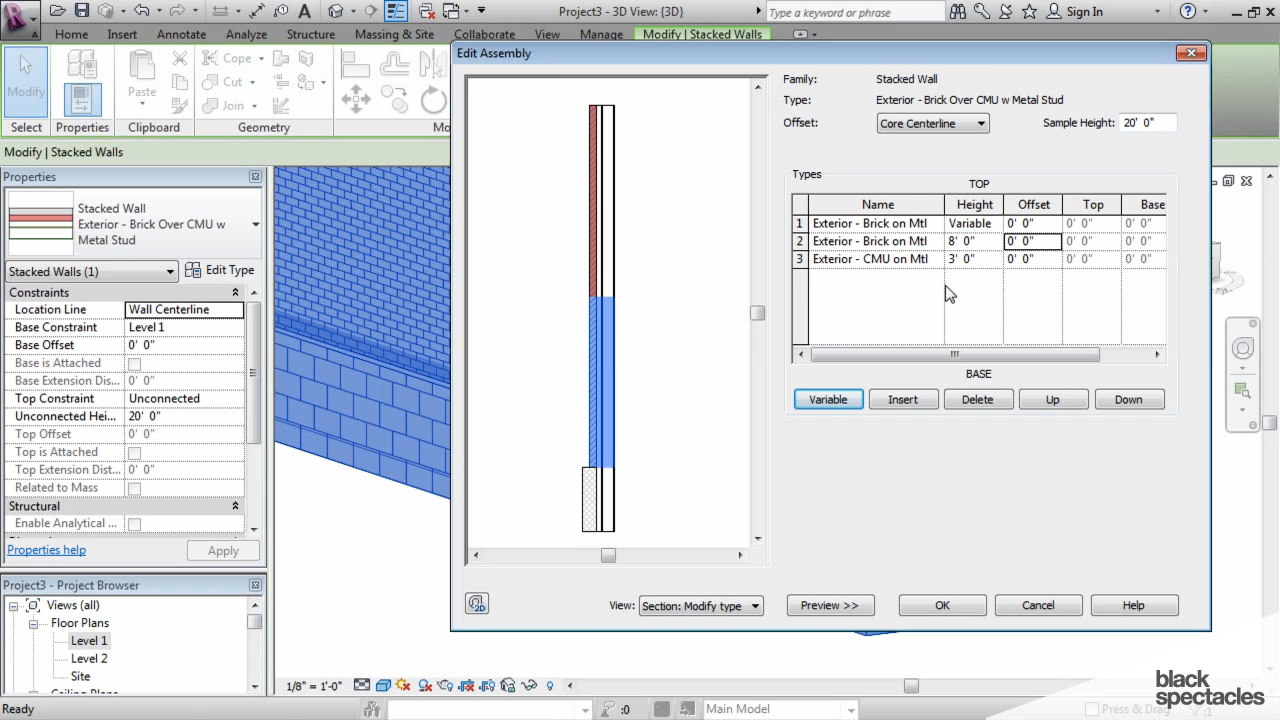 Project3 - 3D View: {3D}
Type a keyword or phrase
Sign In
Home Insert Annotate Analyze Structure Massing & Site Collaborate View Manage Modify | Stacked Walls
Modify
Paste
Cope
Cut
Join
Select Properties Clipboard Geometry Mo
Modify | Stacked Walls
Properties
Stacked Wall
Exterior - Brick Over CMU w
Metal Stud
Stacked Walls (1) Edit Type
Constraints
Location Line Wall Centerline
Base Constraint Level 1
Base Offset 0' 0"
Base is Attached
Base Extension Dis...
0' 0"
Top Constraint Unconnected
Unconnected Hei... 20' 0"
Top Offset 0' 0"
Top is Attached
Top Extension Dist... 0' 0"
Related to Mass
Structural
Enable Analytical ...
Properties help Apply
Project3 - Project Browser
Views (all)
Floor Plans
Level 1
Level 2
Site
Ready
Edit Assembly
Family: Stacked Wall
Type: Exterior - Brick Over CMU w Metal Stud
Offset: Core Centerline Sample Height: 20' 0"
Types
TOP
Name Height Offset Top Base
1 Exterior - Brick on Mtl Variable 0' 0" 0' 0" 0' 0"
2 Exterior - Brick on Mtl 8' 0" 0' 0" 0' 0" 0' 0"
3 Exterior - CMU on Mtl 3' 0" 0' 0" 0' 0" 0' 0"
BASE
Variable Insert Delete Up Down
2D
View: Section: Modify type Preview >> OK Cancel Help
1/8" = 1'-0"
:0 Main Model Press & Drag
black
spectacles